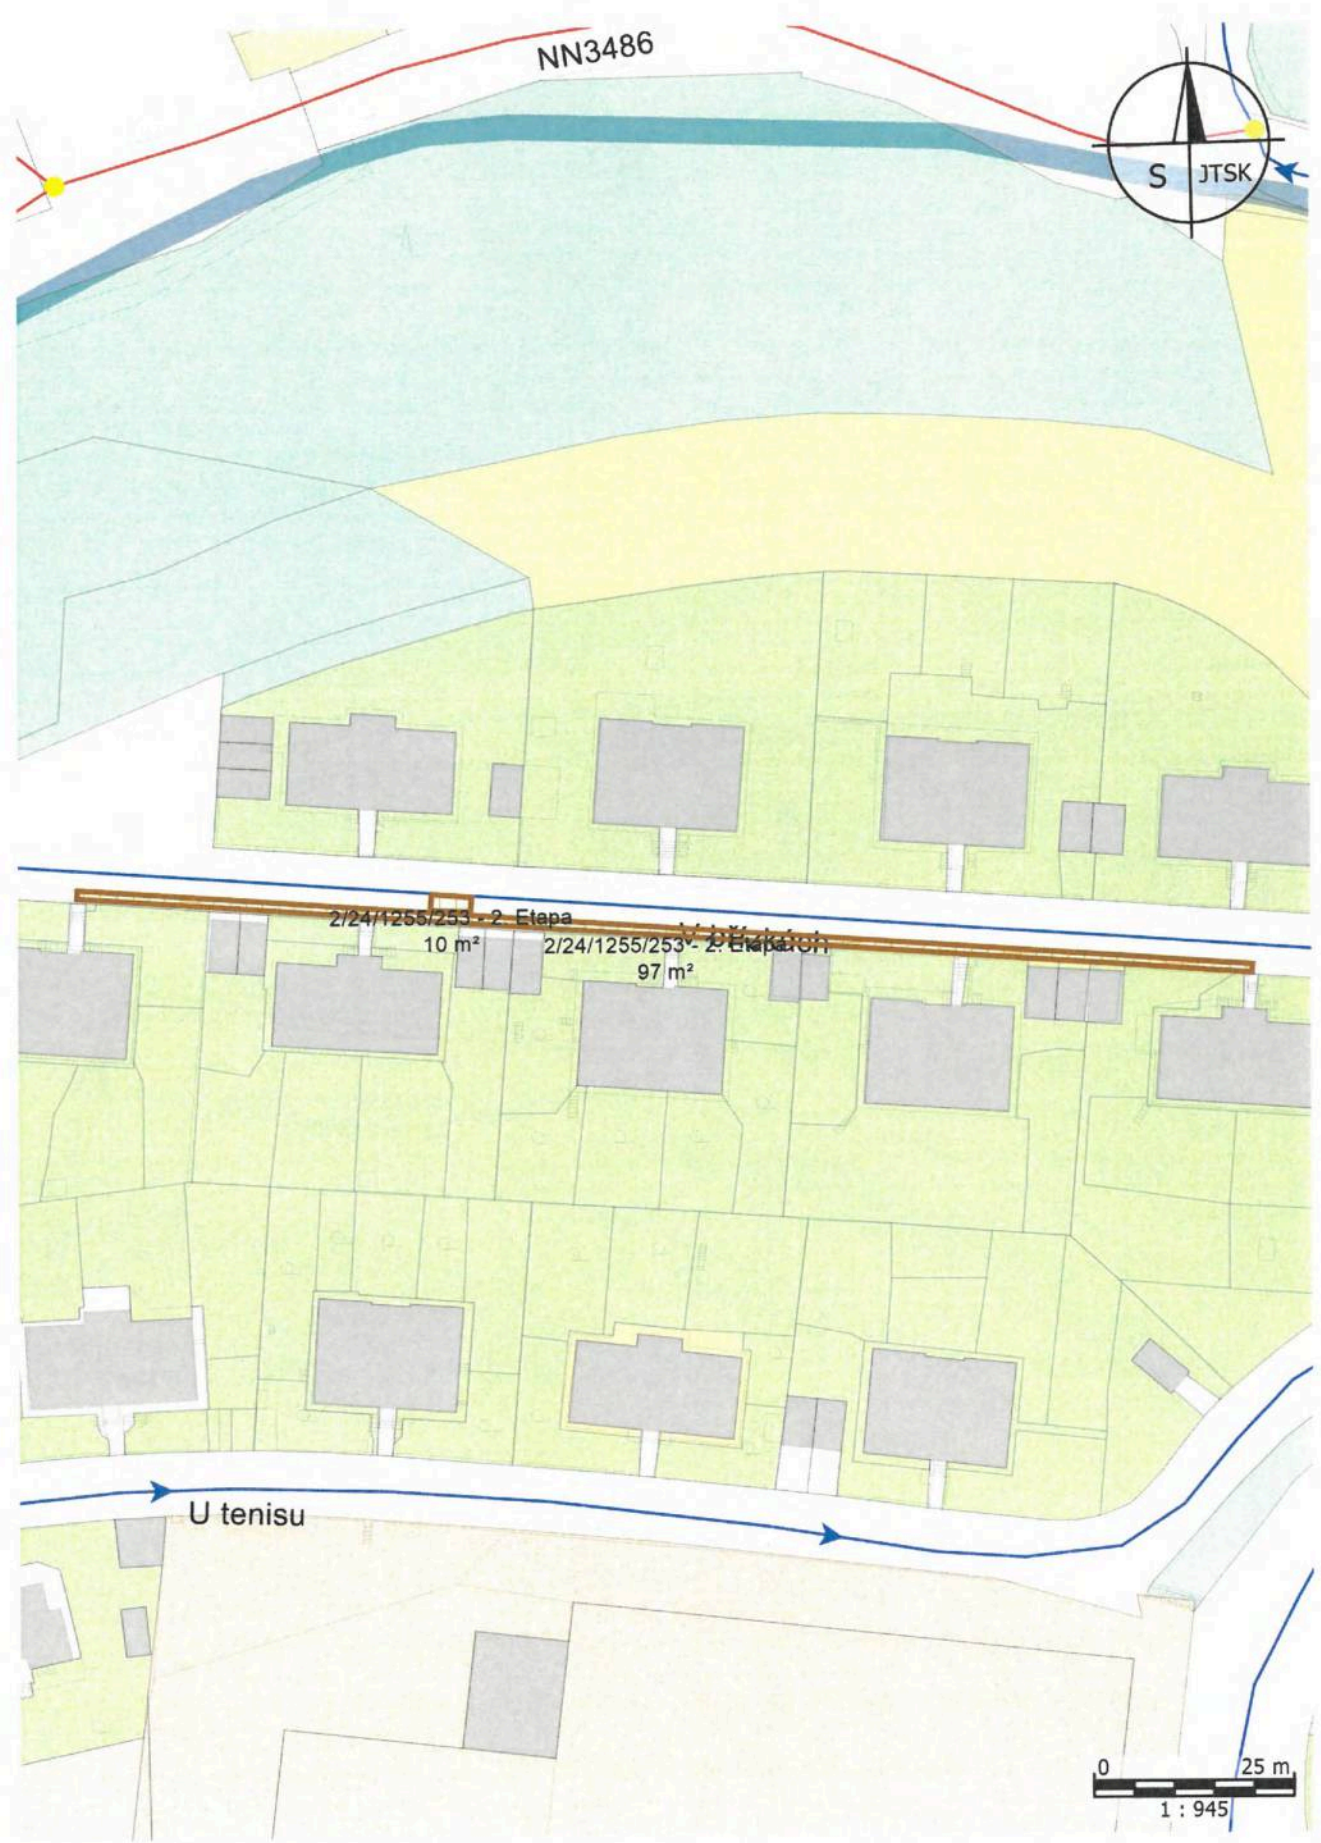 NN3486
S JTSK
2/24/1255/253 - 2. Etapa
10 m²
2/24/1255/253 - 2. Etapa
97 m²
U tenisu
0 25 m
1 : 945